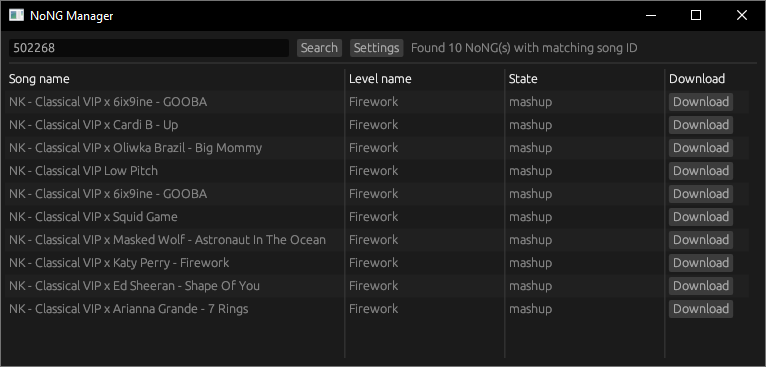 NoNG Manager
502268 Search Settings Found 10 NoNG(s) with matching song ID
Song name Level name State Download
NK - Classical VIP x 6ix9ine - GOOBA Firework mashup Download
NK - Classical VIP x Cardi B - Up Firework mashup Download
NK - Classical VIP x Oliwka Brazil - Big Mommy Firework mashup Download
NK - Classical VIP Low Pitch Firework mashup Download
NK - Classical VIP x 6ix9ine - GOOBA Firework mashup Download
NK - Classical VIP x Squid Game Firework mashup Download
NK - Classical VIP x Masked Wolf - Astronaut In The Ocean Firework mashup Download
NK - Classical VIP x Katy Perry - Firework Firework mashup Download
NK - Classical VIP x Ed Sheeran - Shape Of You Firework mashup Download
NK - Classical VIP x Arianna Grande - 7 Rings Firework mashup Download